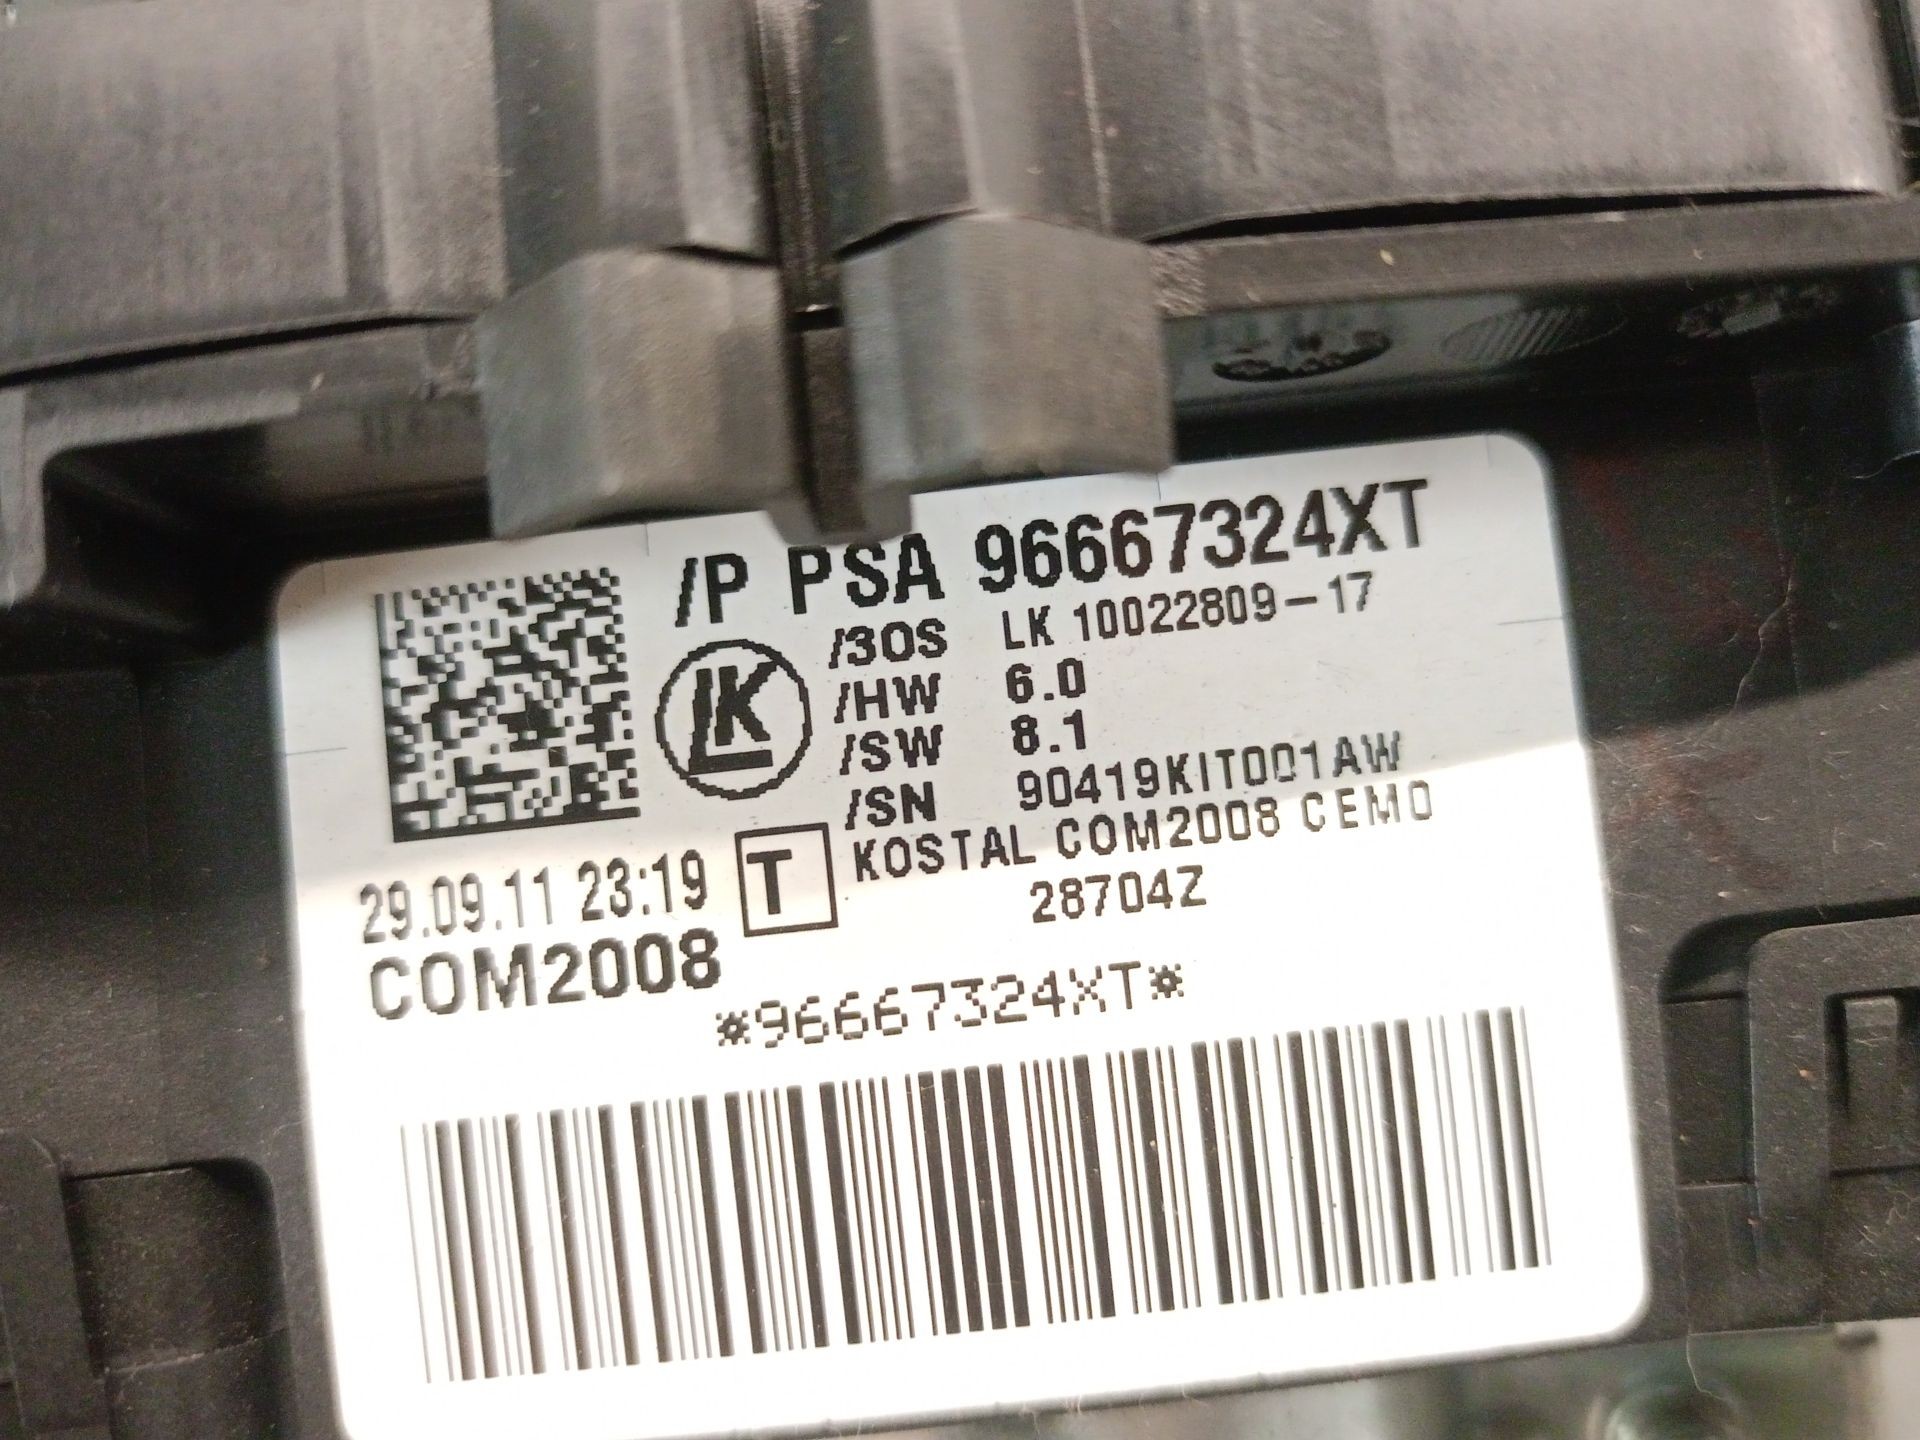 /P PSA 96667324XT
LK
/3OS LK 10022809-17
/HW 6.0
/SW 8.1
/SN 90419KIT001AW
29.09.11 23:19 T KOSTAL COM2008 CEMO
28704Z
COM2008
*96667324XT*